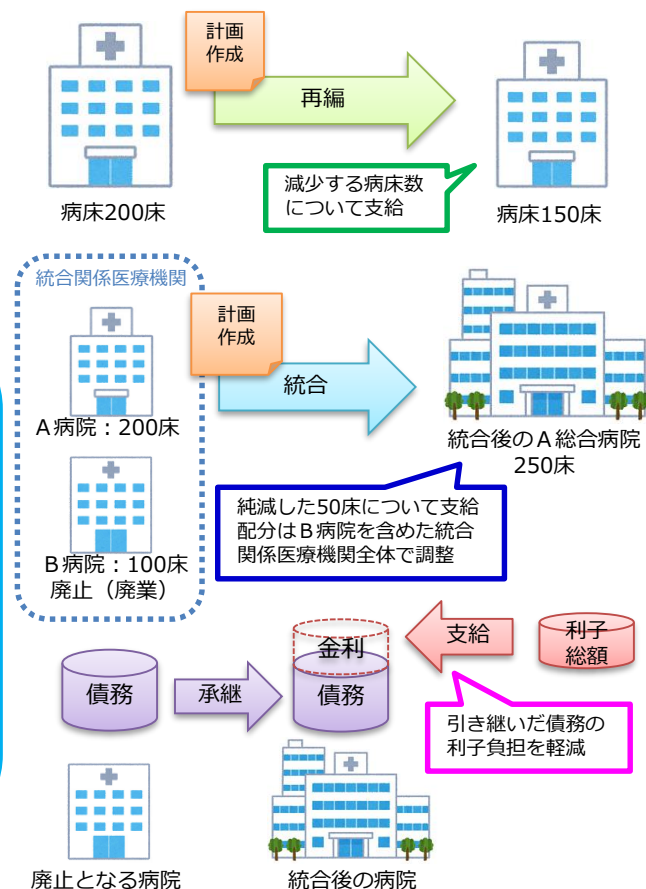 計画
作成
再編
病床200床
減少する病床数
について支給
病床150床
統合関係医療機関
計画
作成
統合
A病院：200床
B病院：100床
廃止（廃業）
統合後のA総合病院
250床
純減した50床について支給
配分はB病院を含めた統合
関係医療機関全体で調整
債務
承継
金利
債務
支給
利子
総額
引き継いだ債務の
利子負担を軽減
廃止となる病院
統合後の病院